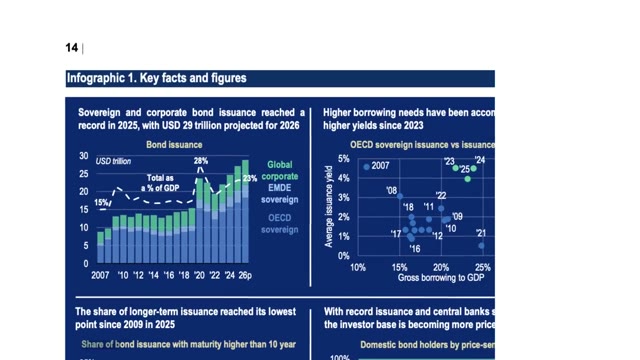 14 |
Infographic 1. Key facts and figures
Sovereign and corporate bond issuance reached a
record in 2025, with USD 29 trillion projected for 2026
Bond issuance
30
25
20
15
10
5
0
USD trillion
Total as
a % of GDP
15%
28%
23%
Global
corporate
EMDE
sovereign
OECD
sovereign
2007 '10 '12 '14 '16 '18 '20 '22 '24 26p
Higher borrowing needs have been accom
higher yields since 2023
OECD sovereign issuance vs issuance
Average issuance yield
5%
4%
3%
2%
1%
0%
2007
'23
'24
'25
'08
'22
'18
'11
'09
'10
'17
'12
'16
'21
10% 15% 20% 25%
Gross borrowing to GDP
The share of longer-term issuance reached its lowest
point since 2009 in 2025
Share of bond issuance with maturity higher than 10 year
With record issuance and central banks s
the investor base is becoming more price
Domestic bond holders by price-sen
100%